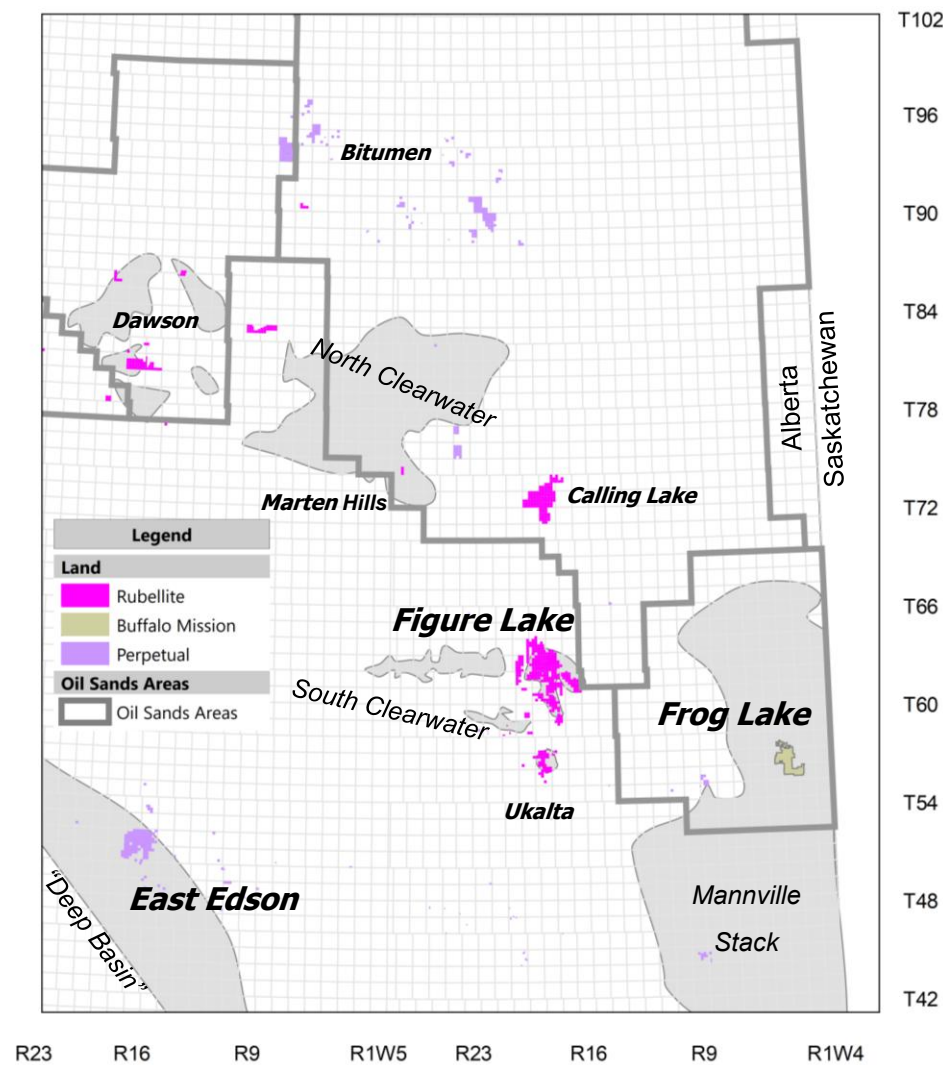 T102
T96
Bitumen
T90
T84
Dawson
North Clearwater
Alberta
Saskatchewan
T78
Calling Lake
Marten Hills
T72
Legend
Land
Rubellite
Buffalo Mission
Perpetual
Oil Sands Areas
Oil Sands Areas
T66
Figure Lake
South Clearwater
T60
Frog Lake
T54
Ukalta
East Edson
"Deep Basin"
Mannville
Stack
T48
T42
R23 R16 R9 R1W5 R23 R16 R9 R1W4